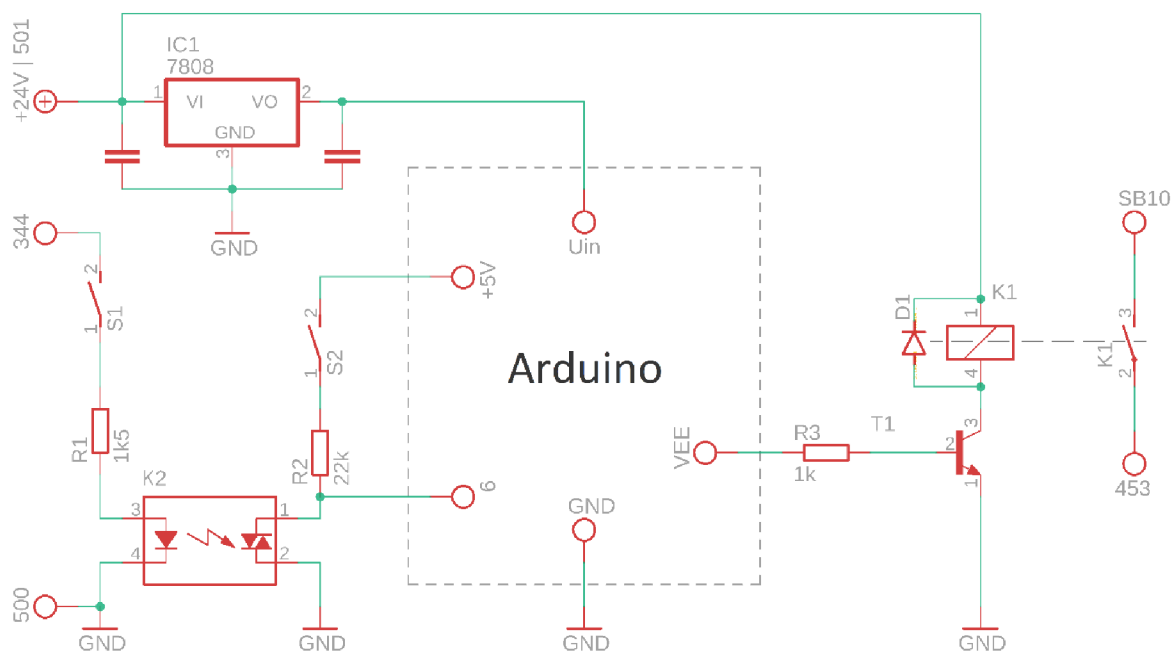 +24V | 501
IC1
7808
1
VI
VO
2
GND
3
GND
344
2
1
S1
R1
1k5
K2
3
4
1
2
500
GND
GND
2
1
S2
R2
22k
+5V
6
Uin
Arduino
VEE
GND
GND
R3
1k
T1
2
3
1
GND
D1
K1
1
4
SB10
3
K1
2
453